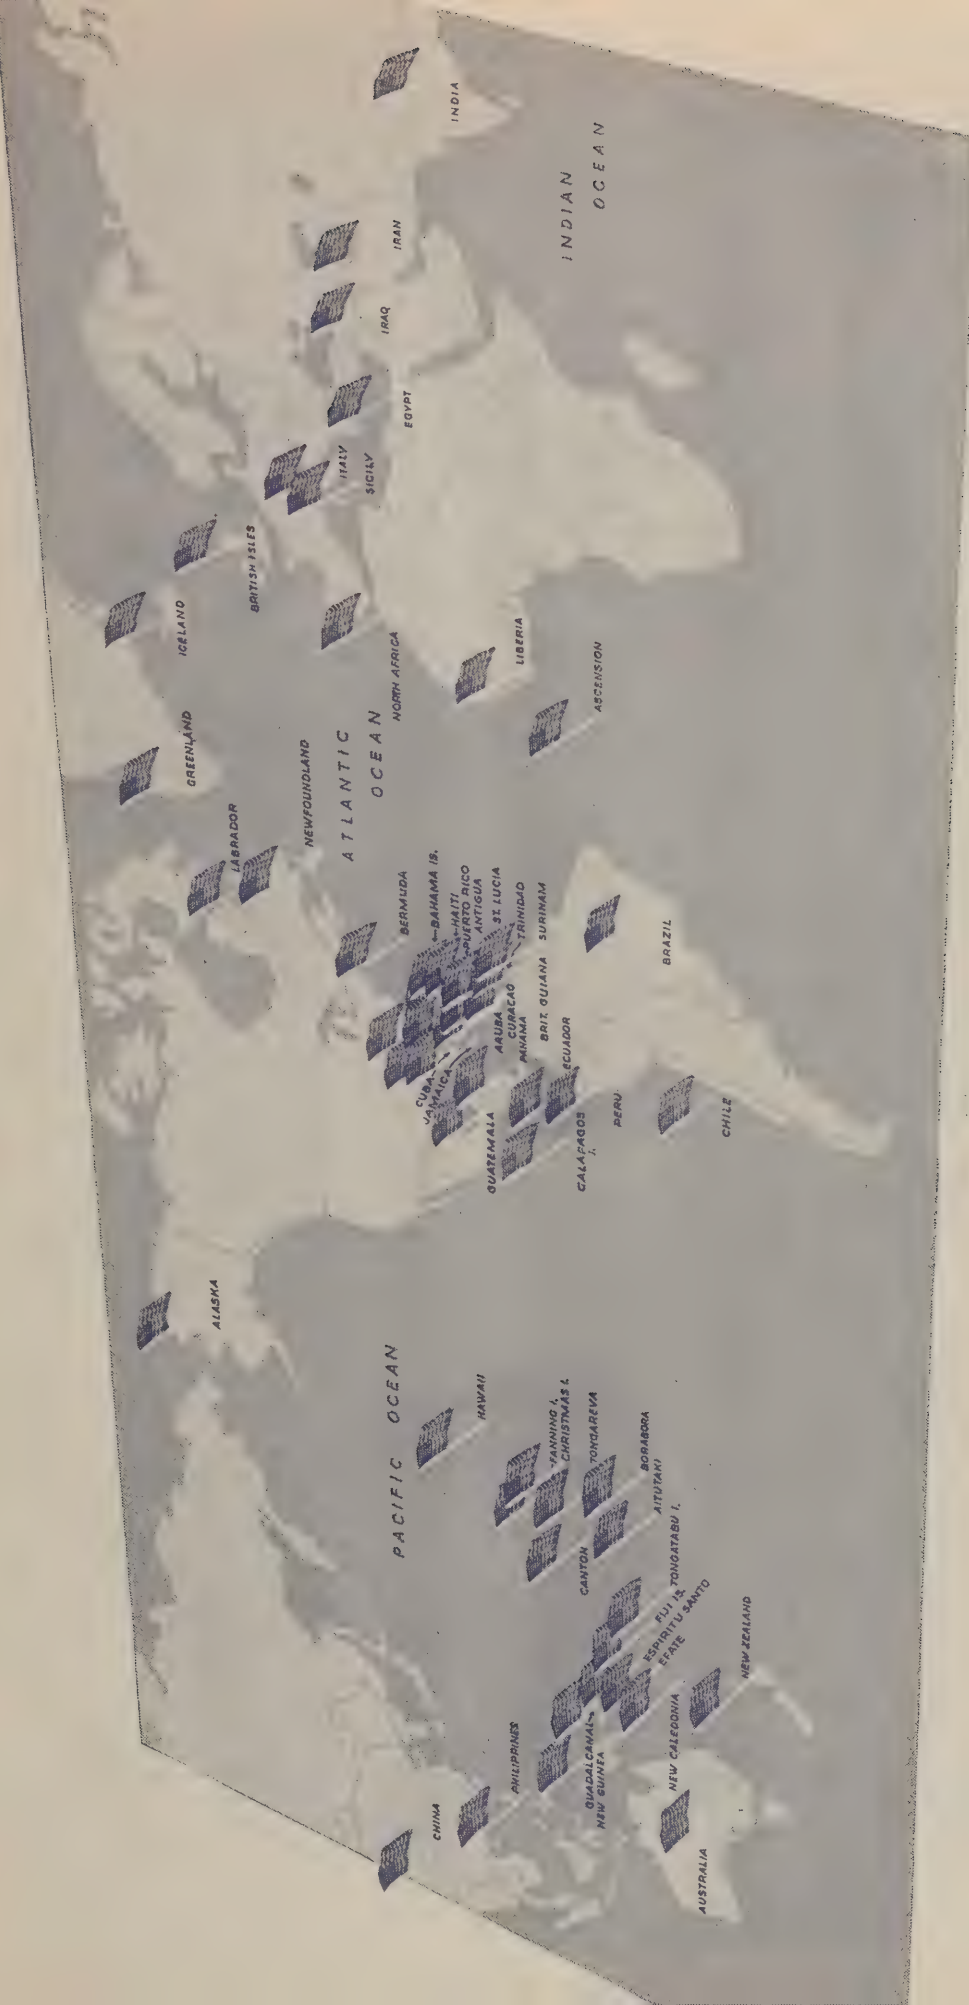 CHINA
PHILIPPINES
GUADALCANAL
NEW GUINEA
NEW CALEDONIA
AUSTRALIA
NEW ZEALAND
FIJI IS.
ESPIRITU SANTO
EFATE
TONGATABU I.
CANTON
AITUTAKI
BORABORA
TONGAREVA
FANNING I.
CHRISTMAS I.
HAWAII
PACIFIC OCEAN
ALASKA
GUATEMALA
GALAPAGOS
I.
PERU
CHILE
CUBA
JAMAICA
ARUBA
CURACAO
PANAMA
ECUADOR
BRIT. GUIANA
SURINAM
BRAZIL
BERMUDA
BAHAMA IS.
HAITI
PUERTO RICO
ANTIGUA
ST. LUCIA
TRINIDAD
LABRADOR
NEWFOUNDLAND
GREENLAND
ATLANTIC
OCEAN
ICELAND
BRITISH ISLES
NORTH AFRICA
LIBERIA
ASCENSION
ITALY
SICILY
EGYPT
IRAQ
IRAN
INDIA
INDIAN
OCEAN